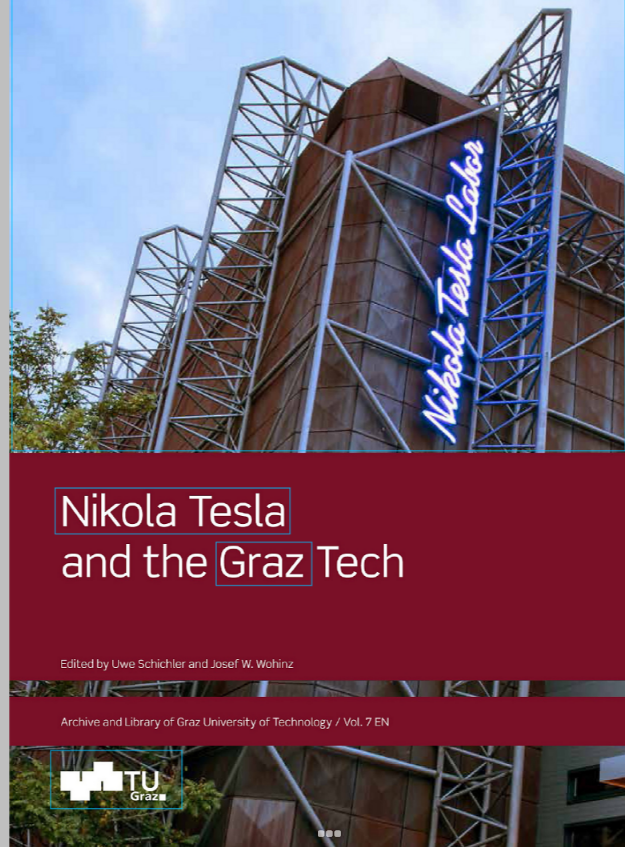 Nikola Tesla Labor
Nikola Tesla
and the Graz Tech
Edited by Uwe Schichler and Josef W. Wohinz
Archive and Library of Graz University of Technology / Vol. 7 EN
TU
Graz